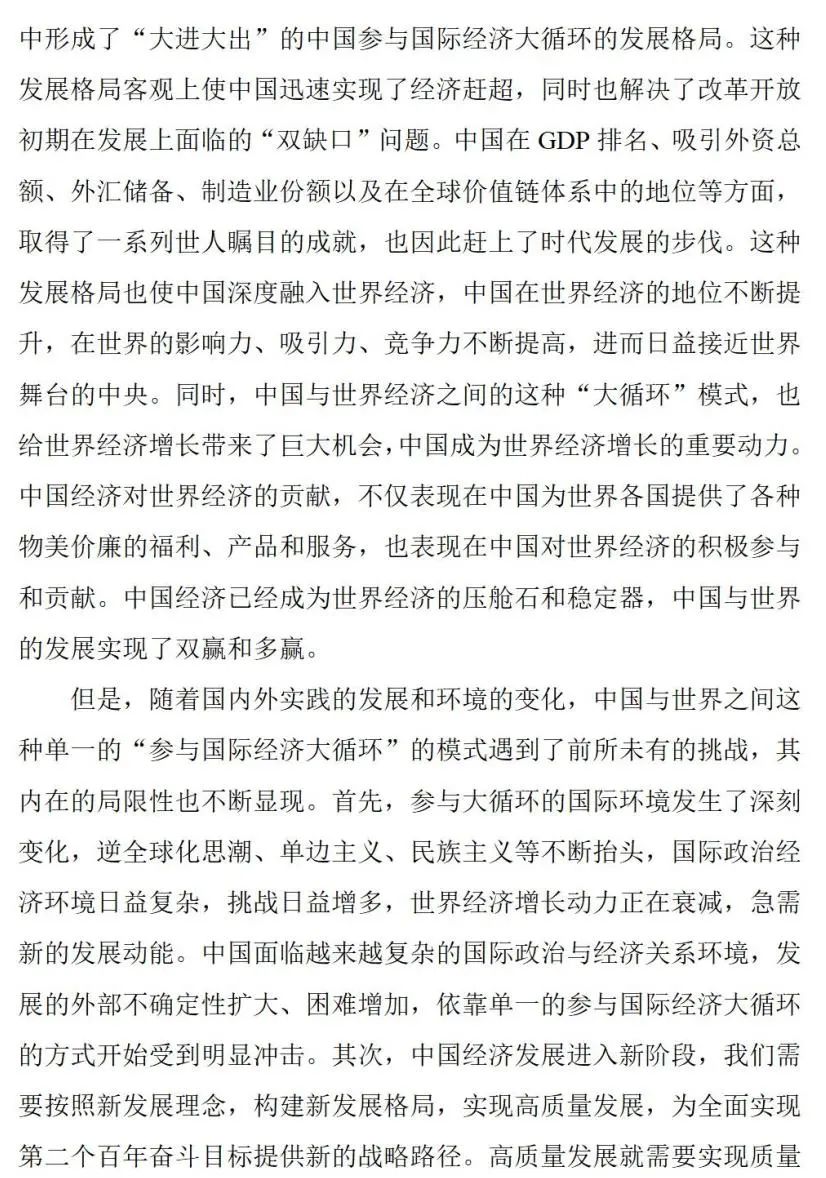 中形成了“大进大出”的中国参与国际经济大循环的发展格局。这种
发展格局客观上使中国迅速实现了经济赶超，同时也解决了改革开放
初期在发展上面临的“双缺口”问题。中国在 GDP 排名、吸引外资总
额、外汇储备、制造业份额以及在全球价值链体系中的地位等方面，
取得了一系列世人瞩目的成就，也因此赶上了时代发展的步伐。这种
发展格局也使中国深度融入世界经济，中国在世界经济的地位不断提
升，在世界的影响力、吸引力、竞争力不断提高，进而日益接近世界
舞台的中央。同时，中国与世界经济之间的这种“大循环”模式，也
给世界经济增长带来了巨大机会，中国成为世界经济增长的重要动力。
中国经济对世界经济的贡献，不仅表现在中国为世界各国提供了各种
物美价廉的福利、产品和服务，也表现在中国对世界经济的积极参与
和贡献。中国经济已经成为世界经济的压舱石和稳定器，中国与世界
的发展实现了双赢和多赢。
但是，随着国内外实践的发展和环境的变化，中国与世界之间这
种单一的“参与国际经济大循环”的模式遇到了前所未有的挑战，其
内在的局限性也不断显现。首先，参与大循环的国际环境发生了深刻
变化，逆全球化思潮、单边主义、民族主义等不断抬头，国际政治经
济环境日益复杂，挑战日益增多，世界经济增长动力正在衰减，急需
新的发展动能。中国面临越来越复杂的国际政治与经济关系环境，发
展的外部不确定性扩大、困难增加，依靠单一的参与国际经济大循环
的方式开始受到明显冲击。其次，中国经济发展进入新阶段，我们需
要按照新发展理念，构建新发展格局，实现高质量发展，为全面实现
第二个百年奋斗目标提供新的战略路径。高质量发展就需要实现质量